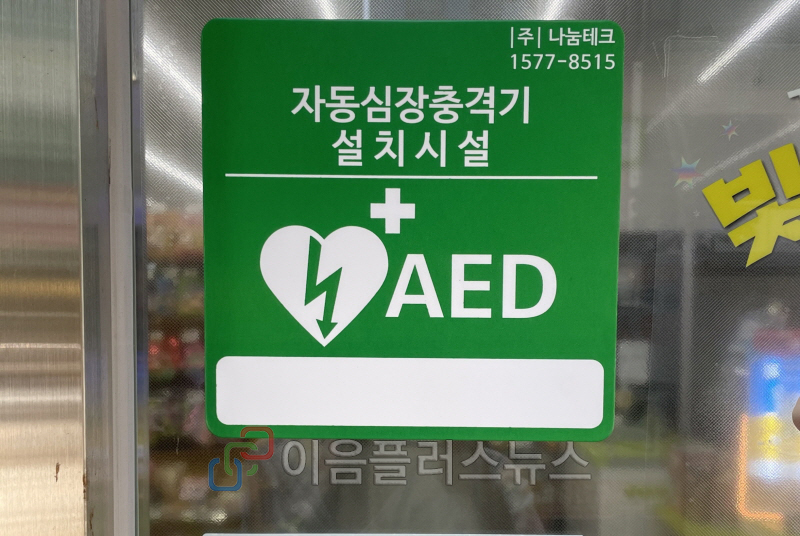 |주| 나눔테크
1577-8515
자동심장충격기
설치시설
AED
이음플러스뉴스